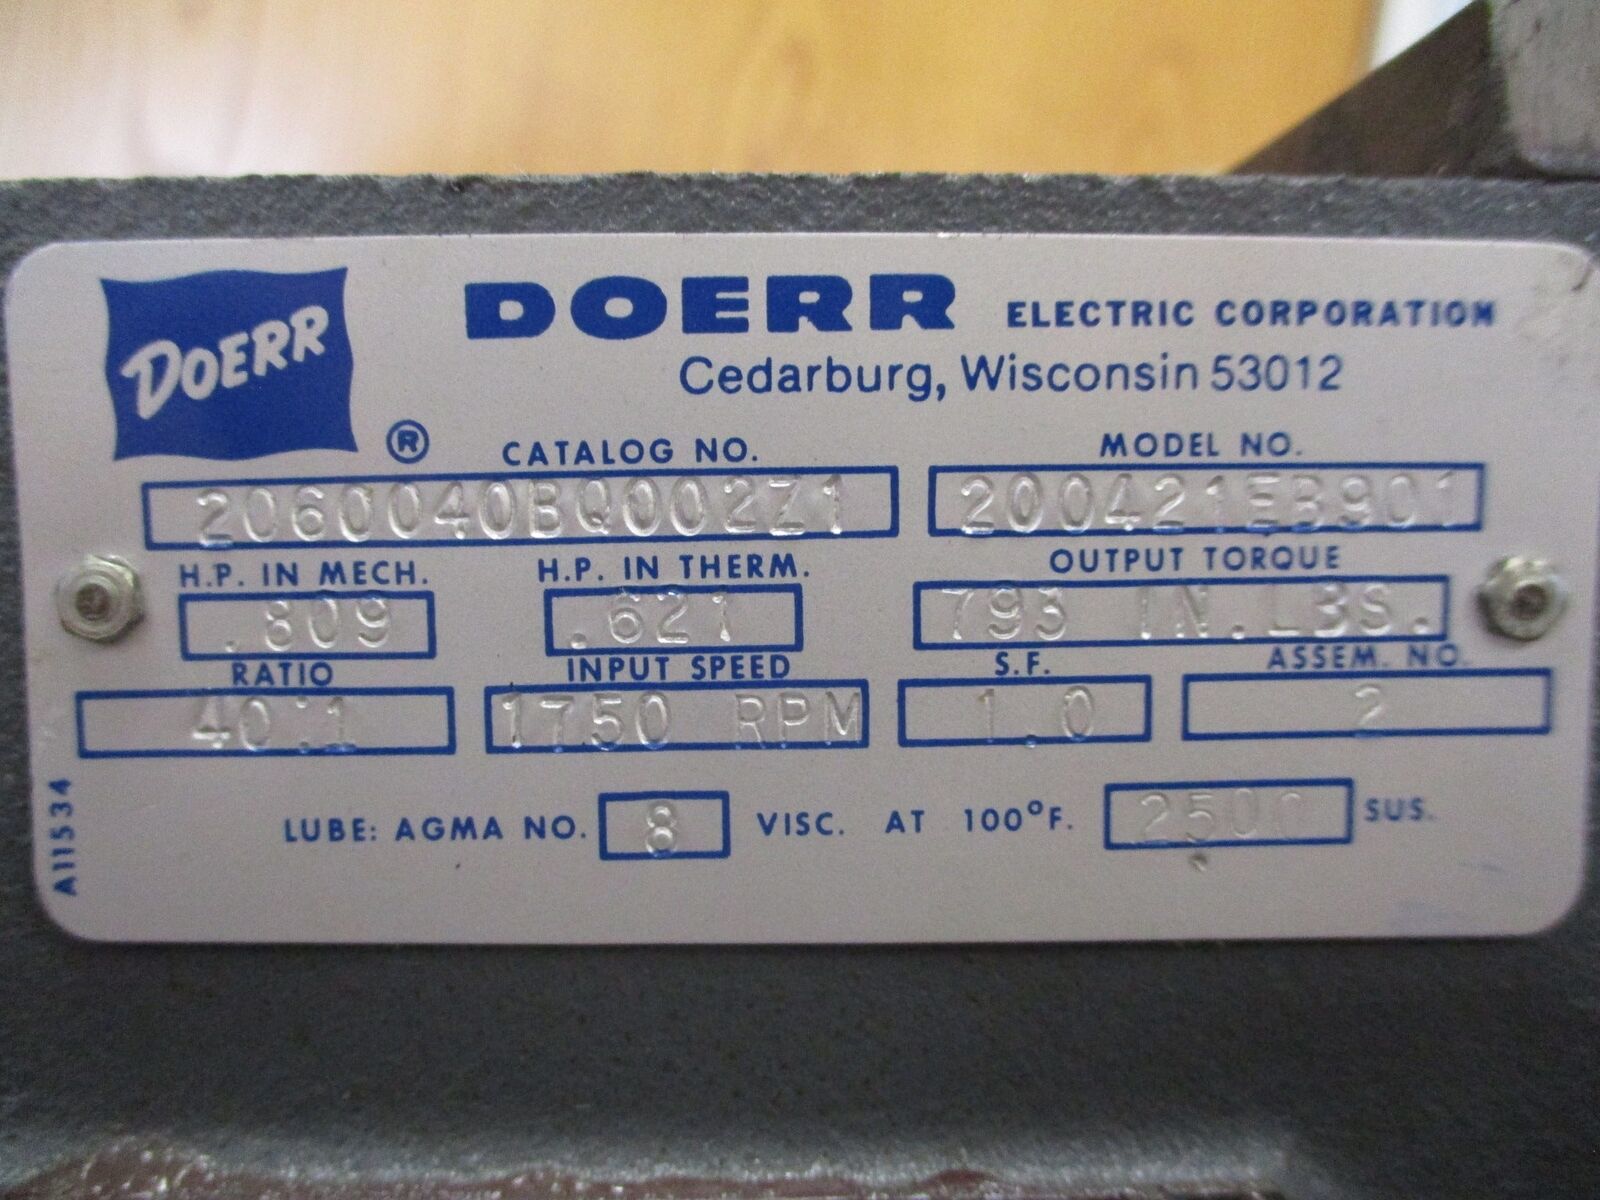 DOERR
®
DOERR ELECTRIC CORPORATION
Cedarburg, Wisconsin 53012
CATALOG NO. MODEL NO.
2060040BQ002Z1 200421EB901
H.P. IN MECH. H.P. IN THERM. OUTPUT TORQUE
.809 .621 793 IN.LBS.
RATIO INPUT SPEED S.F. ASSEM. NO.
40:1 1750 RPM 1.0 2
LUBE: AGMA NO. 8 VISC. AT 100°F. 2500 SUS.
A11534